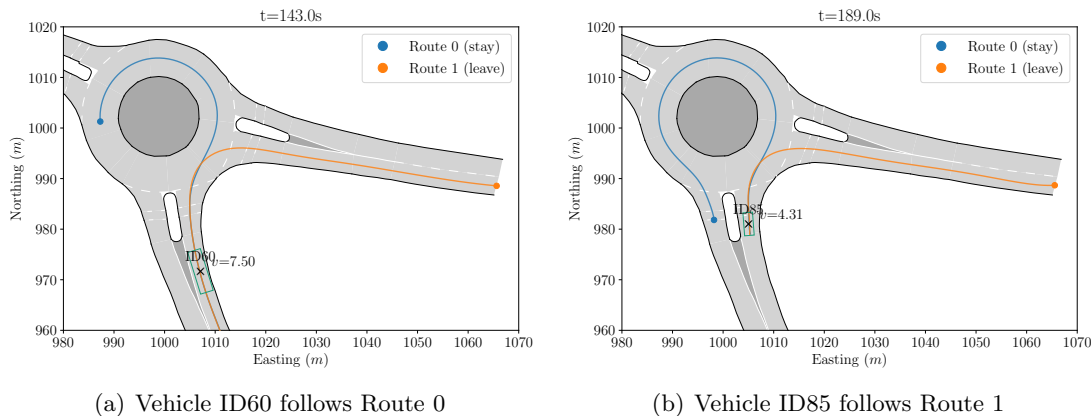 t=143.0s
1020
1010
1000
990
980
970
960
Northing (m)
980 990 1000 1010 1020 1030 1040 1050 1060 1070
Easting (m)
Route 0 (stay)
Route 1 (leave)
ID60
v=7.50
(a) Vehicle ID60 follows Route 0
t=189.0s
1020
1010
1000
990
980
970
960
Northing (m)
980 990 1000 1010 1020 1030 1040 1050 1060 1070
Easting (m)
Route 0 (stay)
Route 1 (leave)
ID85
v=4.31
(b) Vehicle ID85 follows Route 1